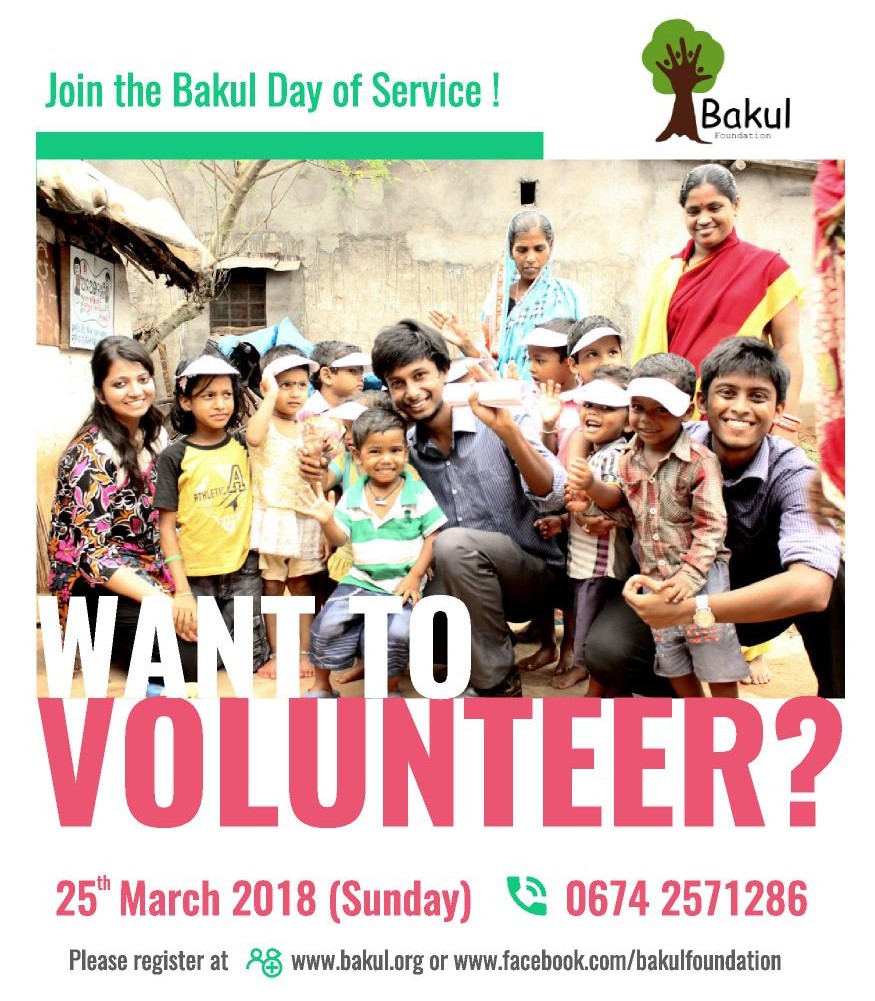 Join the Bakul Day of Service !
Bakul
Foundation
ATHLETIC
A
WANT TO
VOLUNTEER?
25th March 2018 (Sunday) 0674 2571286
Please register at www.bakul.org or www.facebook.com/bakulfoundation